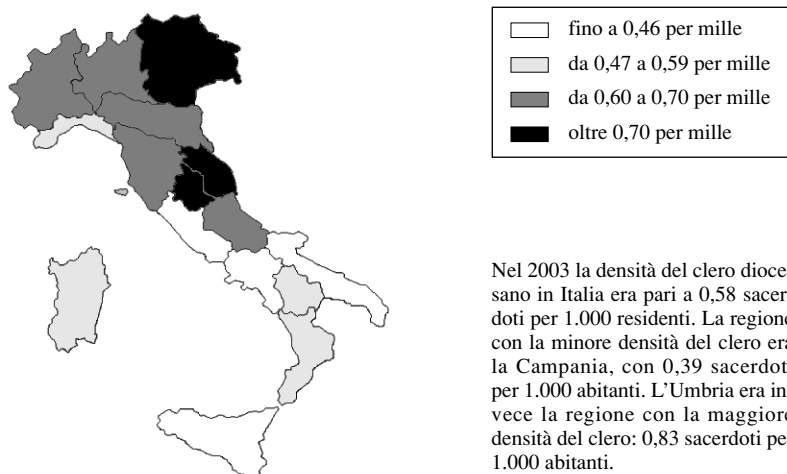 fino a 0,46 per mille
da 0,47 a 0,59 per mille
da 0,60 a 0,70 per mille
oltre 0,70 per mille
Nel 2003 la densità del clero dioce
sano in Italia era pari a 0,58 sacer
doti per 1.000 residenti. La regione
con la minore densità del clero era
la Campania, con 0,39 sacerdot
per 1.000 abitanti. L'Umbria era in
vece la regione con la maggiore
densità del clero: 0,83 sacerdoti pe
1.000 abitanti.